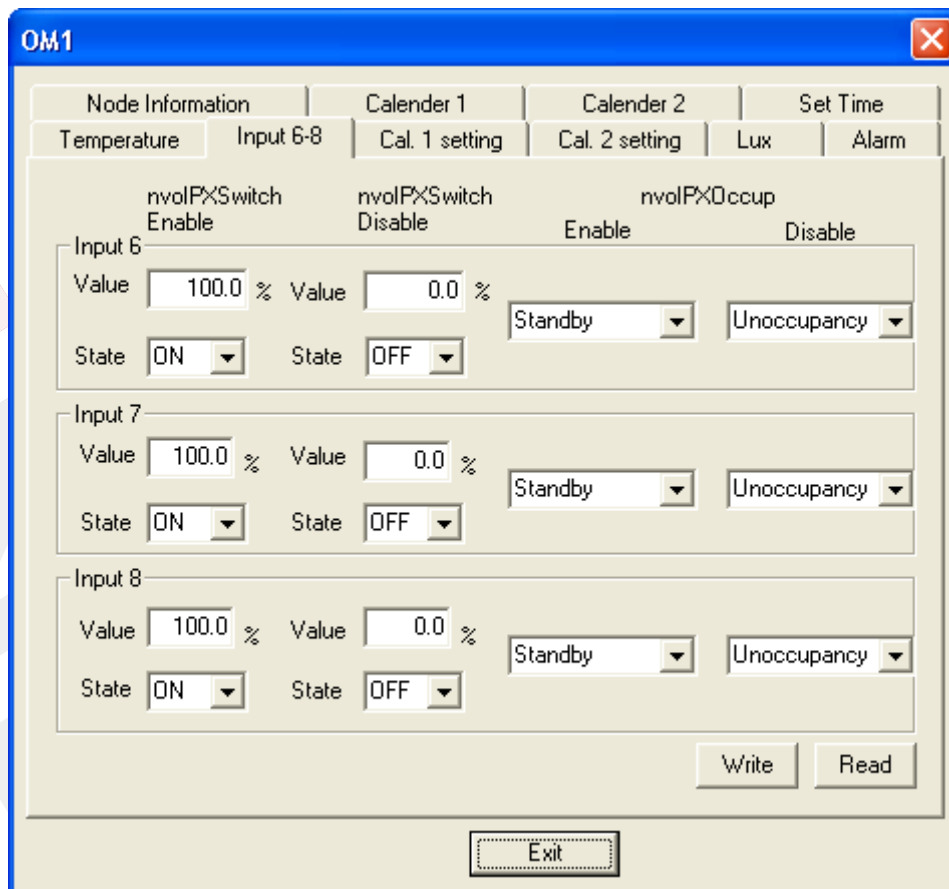 OM1
Node Information Calender 1 Calender 2 Set Time
Temperature Input 6-8 Cal. 1 setting Cal. 2 setting Lux Alarm
nvoIPXSwitch Enable nvoIPXSwitch Disable nvoIPXOccup
Enable Disable
Input 6
Value 100.0 % Value 0.0 %
Standby Unoccupancy
State ON State OFF
Input 7
Value 100.0 % Value 0.0 %
Standby Unoccupancy
State ON State OFF
Input 8
Value 100.0 % Value 0.0 %
Standby Unoccupancy
State ON State OFF
Write Read
Exit